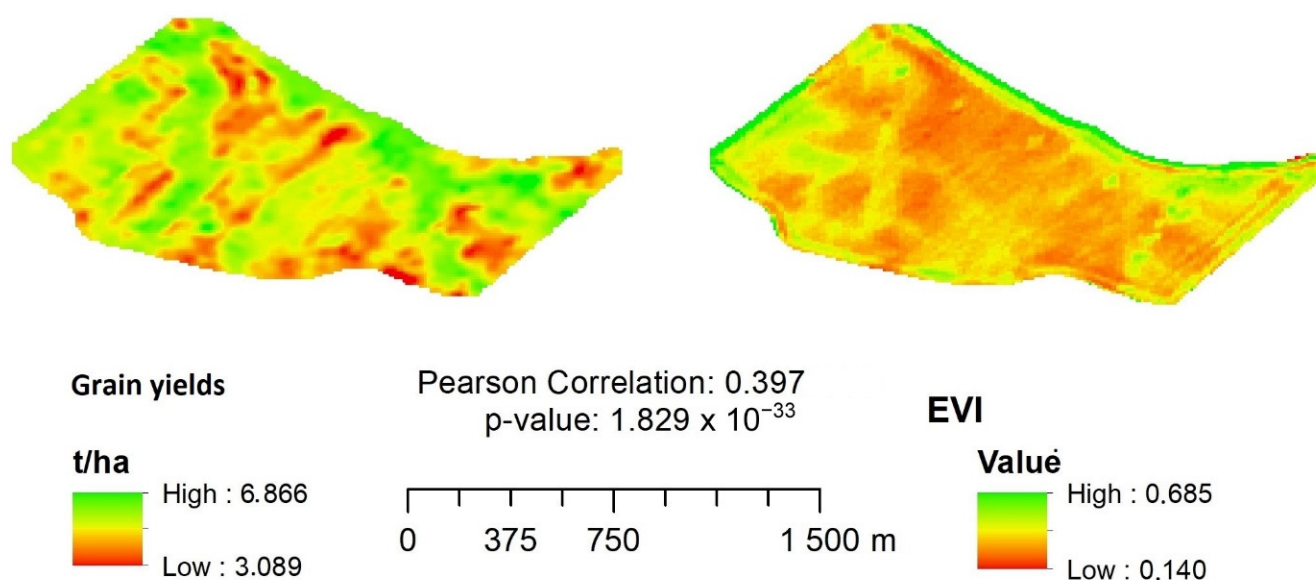 Grain yields
t/ha
High : 6.866
Low : 3.089
Pearson Correlation: 0.397
p-value: 1.829 x 10⁻³³
0 375 750 1 500 m
EVI
Value
High : 0.685
Low : 0.140